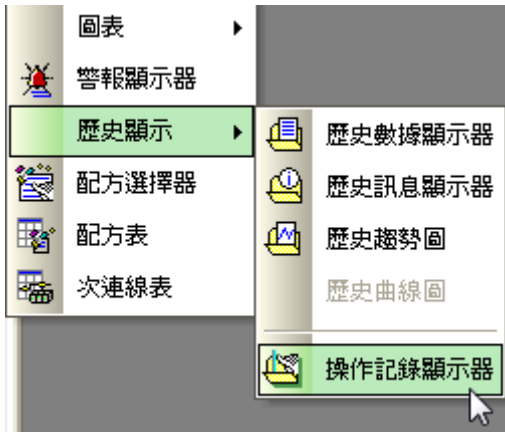 圖表
警報顯示器
歷史顯示
配方選擇器
配方表
次連線表
歷史數據顯示器
歷史訊息顯示器
歷史趨勢圖
歷史曲線圖
操作記錄顯示器